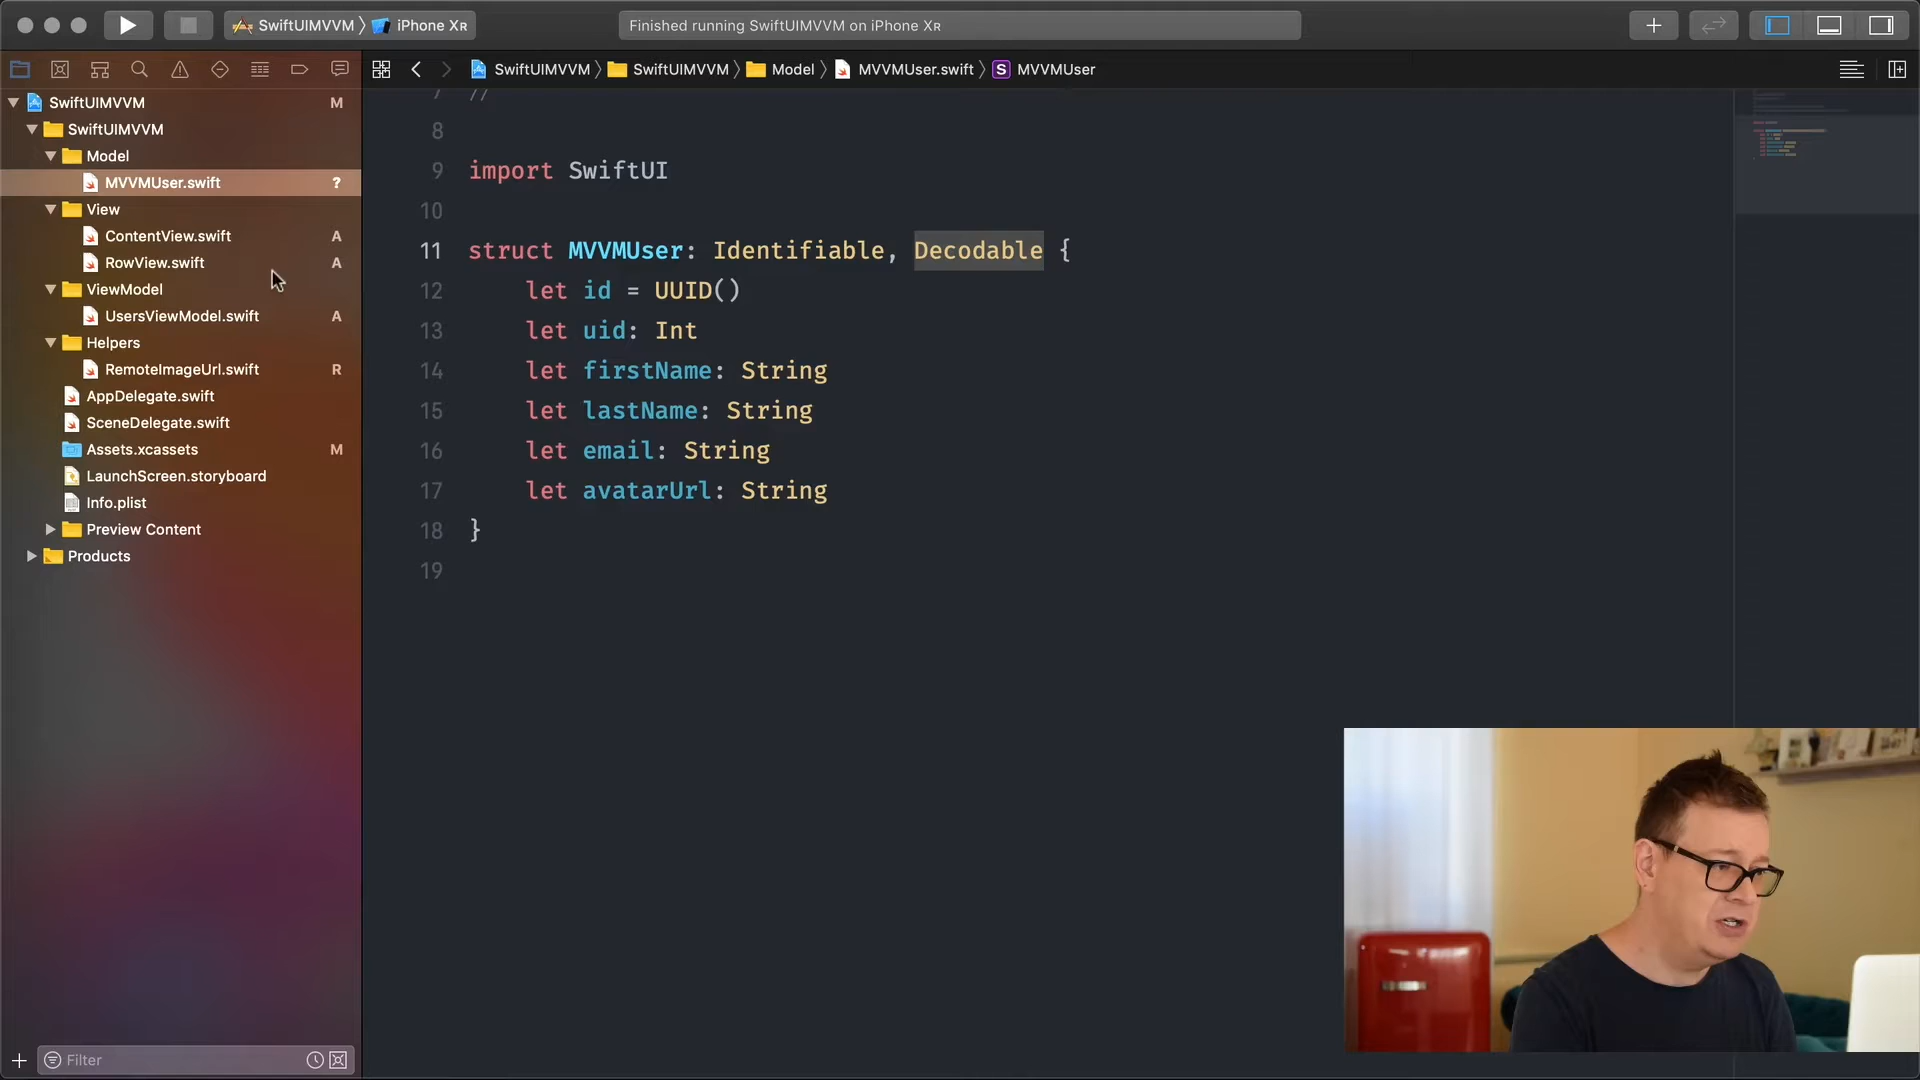 SwiftUIMVVM 〉 iPhone Xʀ
Finished running SwiftUIMVVM on iPhone Xʀ
SwiftUIMVVM 〉 SwiftUIMVVM 〉 Model 〉 MVVMUser.swift 〉 S MVVMUser
SwiftUIMVVM M
SwiftUIMVVM
Model
MVVMUser.swift ?
View
ContentView.swift A
RowView.swift A
ViewModel
UsersViewModel.swift A
Helpers
RemoteImageUrl.swift R
AppDelegate.swift
SceneDelegate.swift
Assets.xcassets M
LaunchScreen.storyboard
Info.plist
Preview Content
Products
Filter
7 //
8
9 import SwiftUI
10
11 struct MVVMUser: Identifiable, Decodable {
12 let id = UUID()
13 let uid: Int
14 let firstName: String
15 let lastName: String
16 let email: String
17 let avatarUrl: String
18 }
19